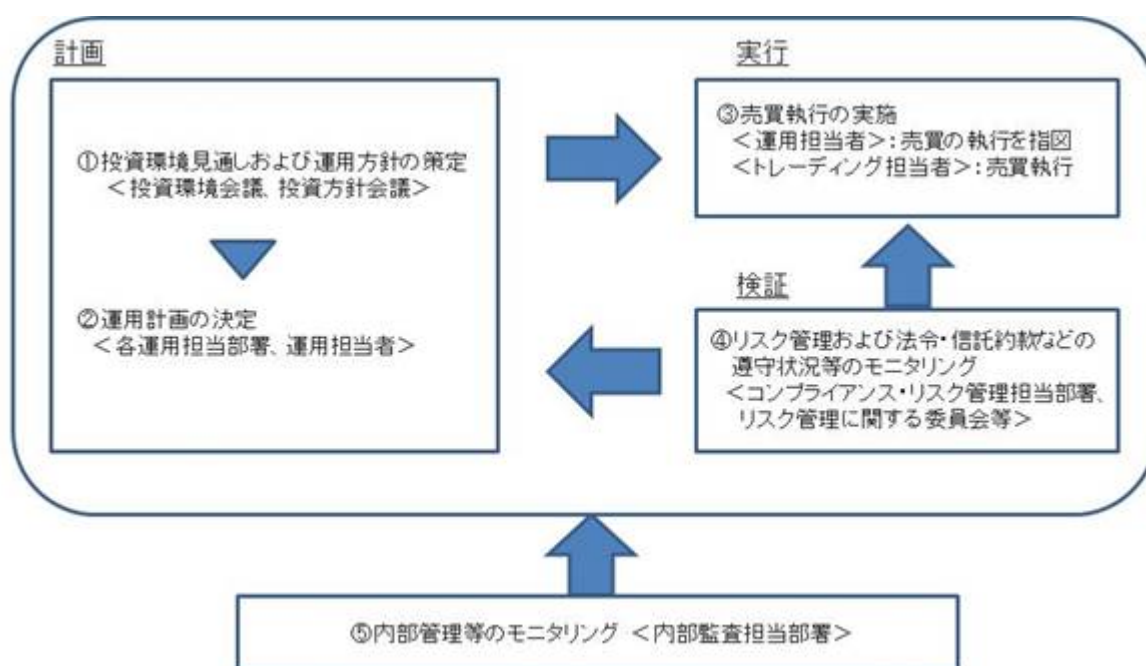 計画
①投資環境見通しおよび運用方針の策定
＜投資環境会議、投資方針会議＞
②運用計画の決定
＜各運用担当部署、運用担当者＞
実行
③売買執行の実施
＜運用担当者＞：売買の執行を指図
＜トレーディング担当者＞：売買執行
検証
④リスク管理および法令・信託約款などの
遵守状況等のモニタリング
＜コンプライアンス・リスク管理担当部署、
リスク管理に関する委員会等＞
⑤内部管理等のモニタリング ＜内部監査担当部署＞